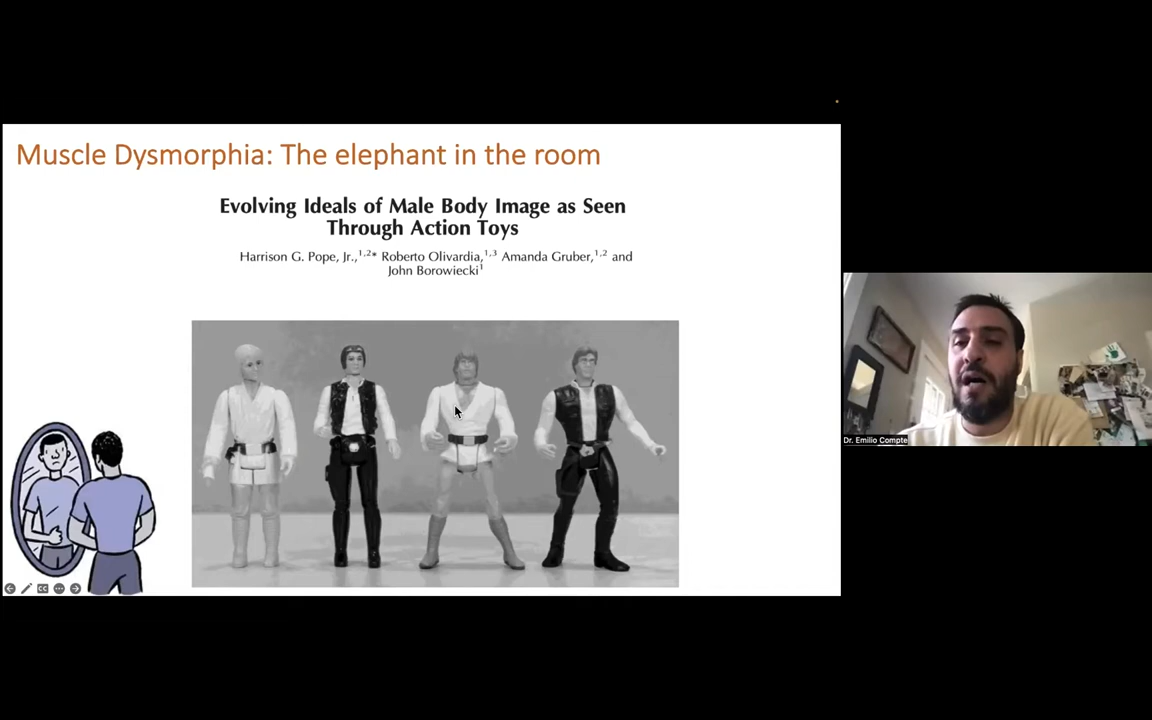 Muscle Dysmorphia: The elephant in the room
Evolving Ideals of Male Body Image as Seen
Through Action Toys
Harrison G. Pope, Jr.,1,2* Roberto Olivardia,1,3 Amanda Gruber,1,2 and
John Borowiecki1
Dr. Emilio Compte